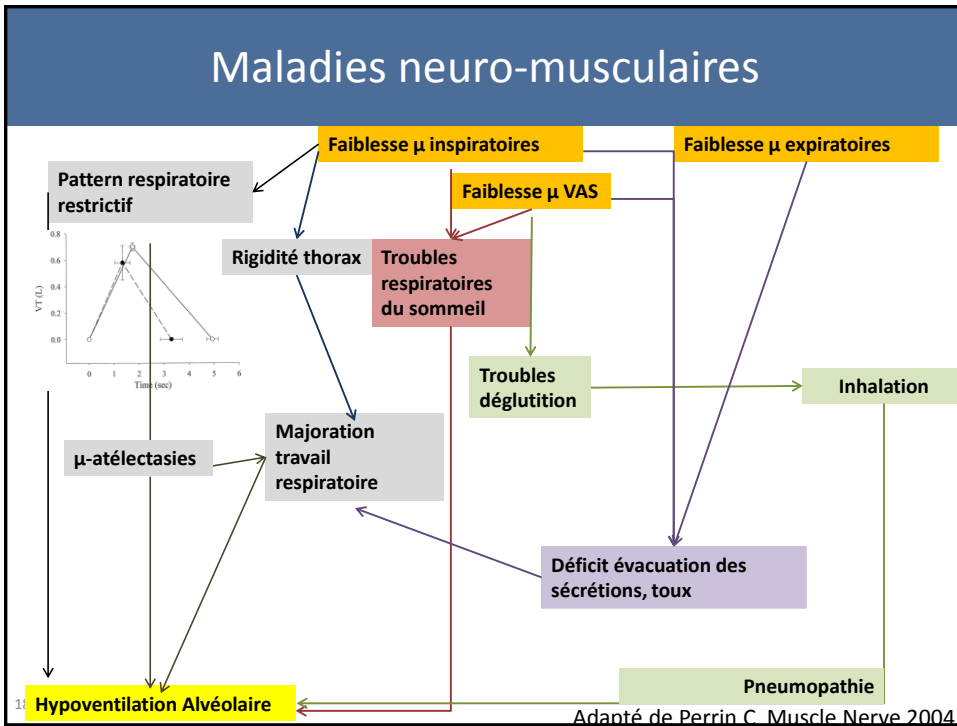 Maladies neuro-musculaires
Faiblesse µ inspiratoires
Faiblesse µ expiratoires
Pattern respiratoire
restrictif
Faiblesse µ VAS
Rigidité thorax
Troubles
respiratoires
du sommeil
0.8
0.6
0.4
0.2
0.0
VT (L)
0 1 2 3 4 5 6
Time (sec)
Troubles
déglutition
Inhalation
Majoration
travail
respiratoire
µ-atélectasies
Déficit évacuation des
sécrétions, toux
Pneumopathie
Hypoventilation Alvéolaire
Adapté de Perrin C, Muscle Nerve 2004